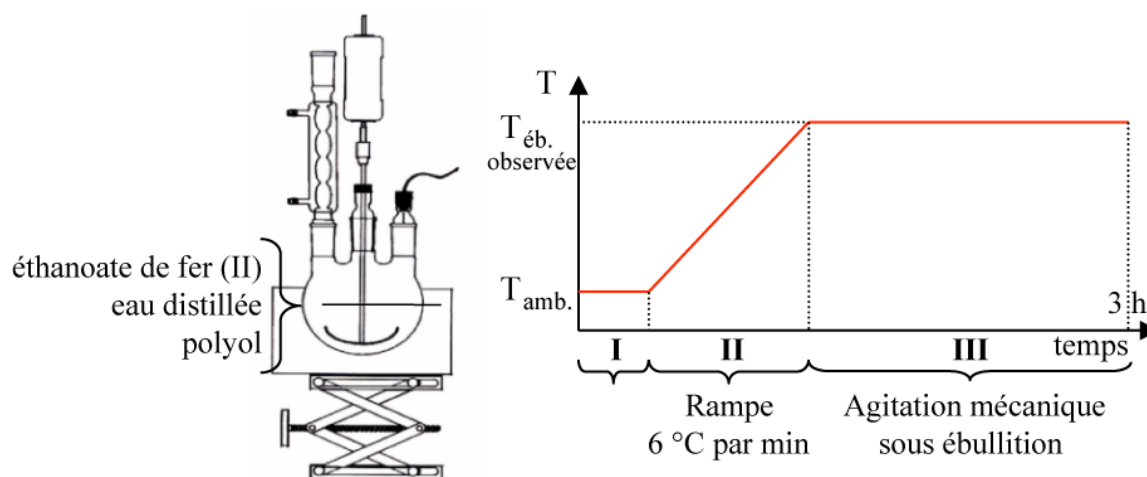 éthanoate de fer (II)
eau distillée
polyol
T
T éb.
observée
T amb.
3 h
temps
I
II
III
Rampe
6 °C par min
Agitation mécanique
sous ébullition